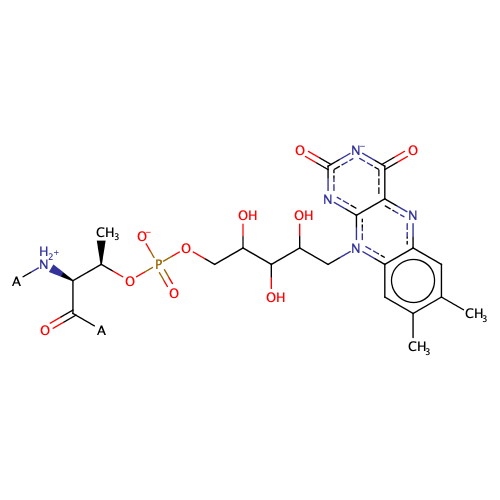 O N⁻ O
N N
OH OH
CH₃ O⁻ O N⁺
H₂⁺
N P
A O O OH CH₃
O A CH₃